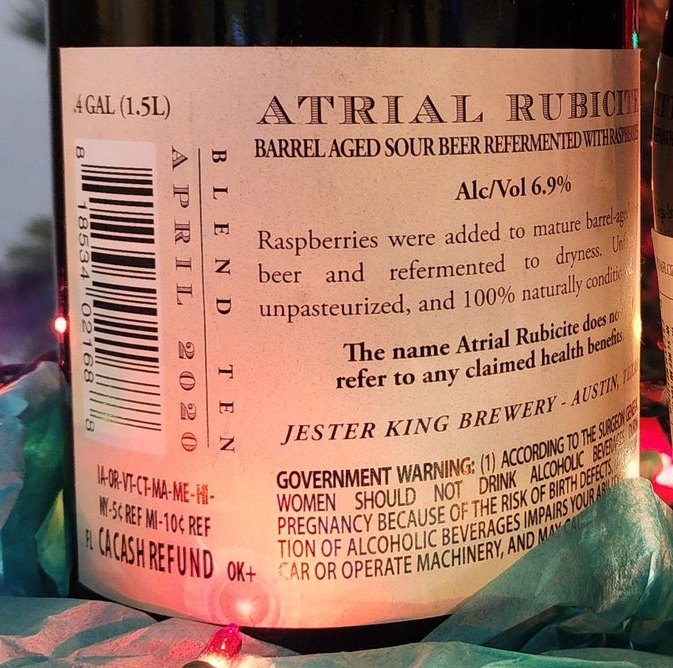 .4 GAL (1.5L)
8 18534 02168 8
APRIL 2020
BLEND TEN
IA-OR-VT-CT-MA-ME-HI-
NY-5¢ REF MI-10¢ REF
FL CA CASH REFUND OK+
ATRIAL RUBICITE
BARREL AGED SOUR BEER REFERMENTED WITH
Alc/Vol 6.9%
Raspberries were added to mature barrel-aged
beer and refermented to dryness.
unpasteurized, and 100% naturally
The name Atrial Rubicite does
refer to any claimed health benefits.
JESTER KING BREWERY - AUSTIN,
GOVERNMENT WARNING: (1) ACCORDING TO THE SURGEON
WOMEN SHOULD NOT DRINK ALCOHOLIC
PREGNANCY BECAUSE OF THE RISK OF BIRTH DEFECTS.
TION OF ALCOHOLIC BEVERAGES IMPAIRS YOUR
CAR OR OPERATE MACHINERY, AND MAY